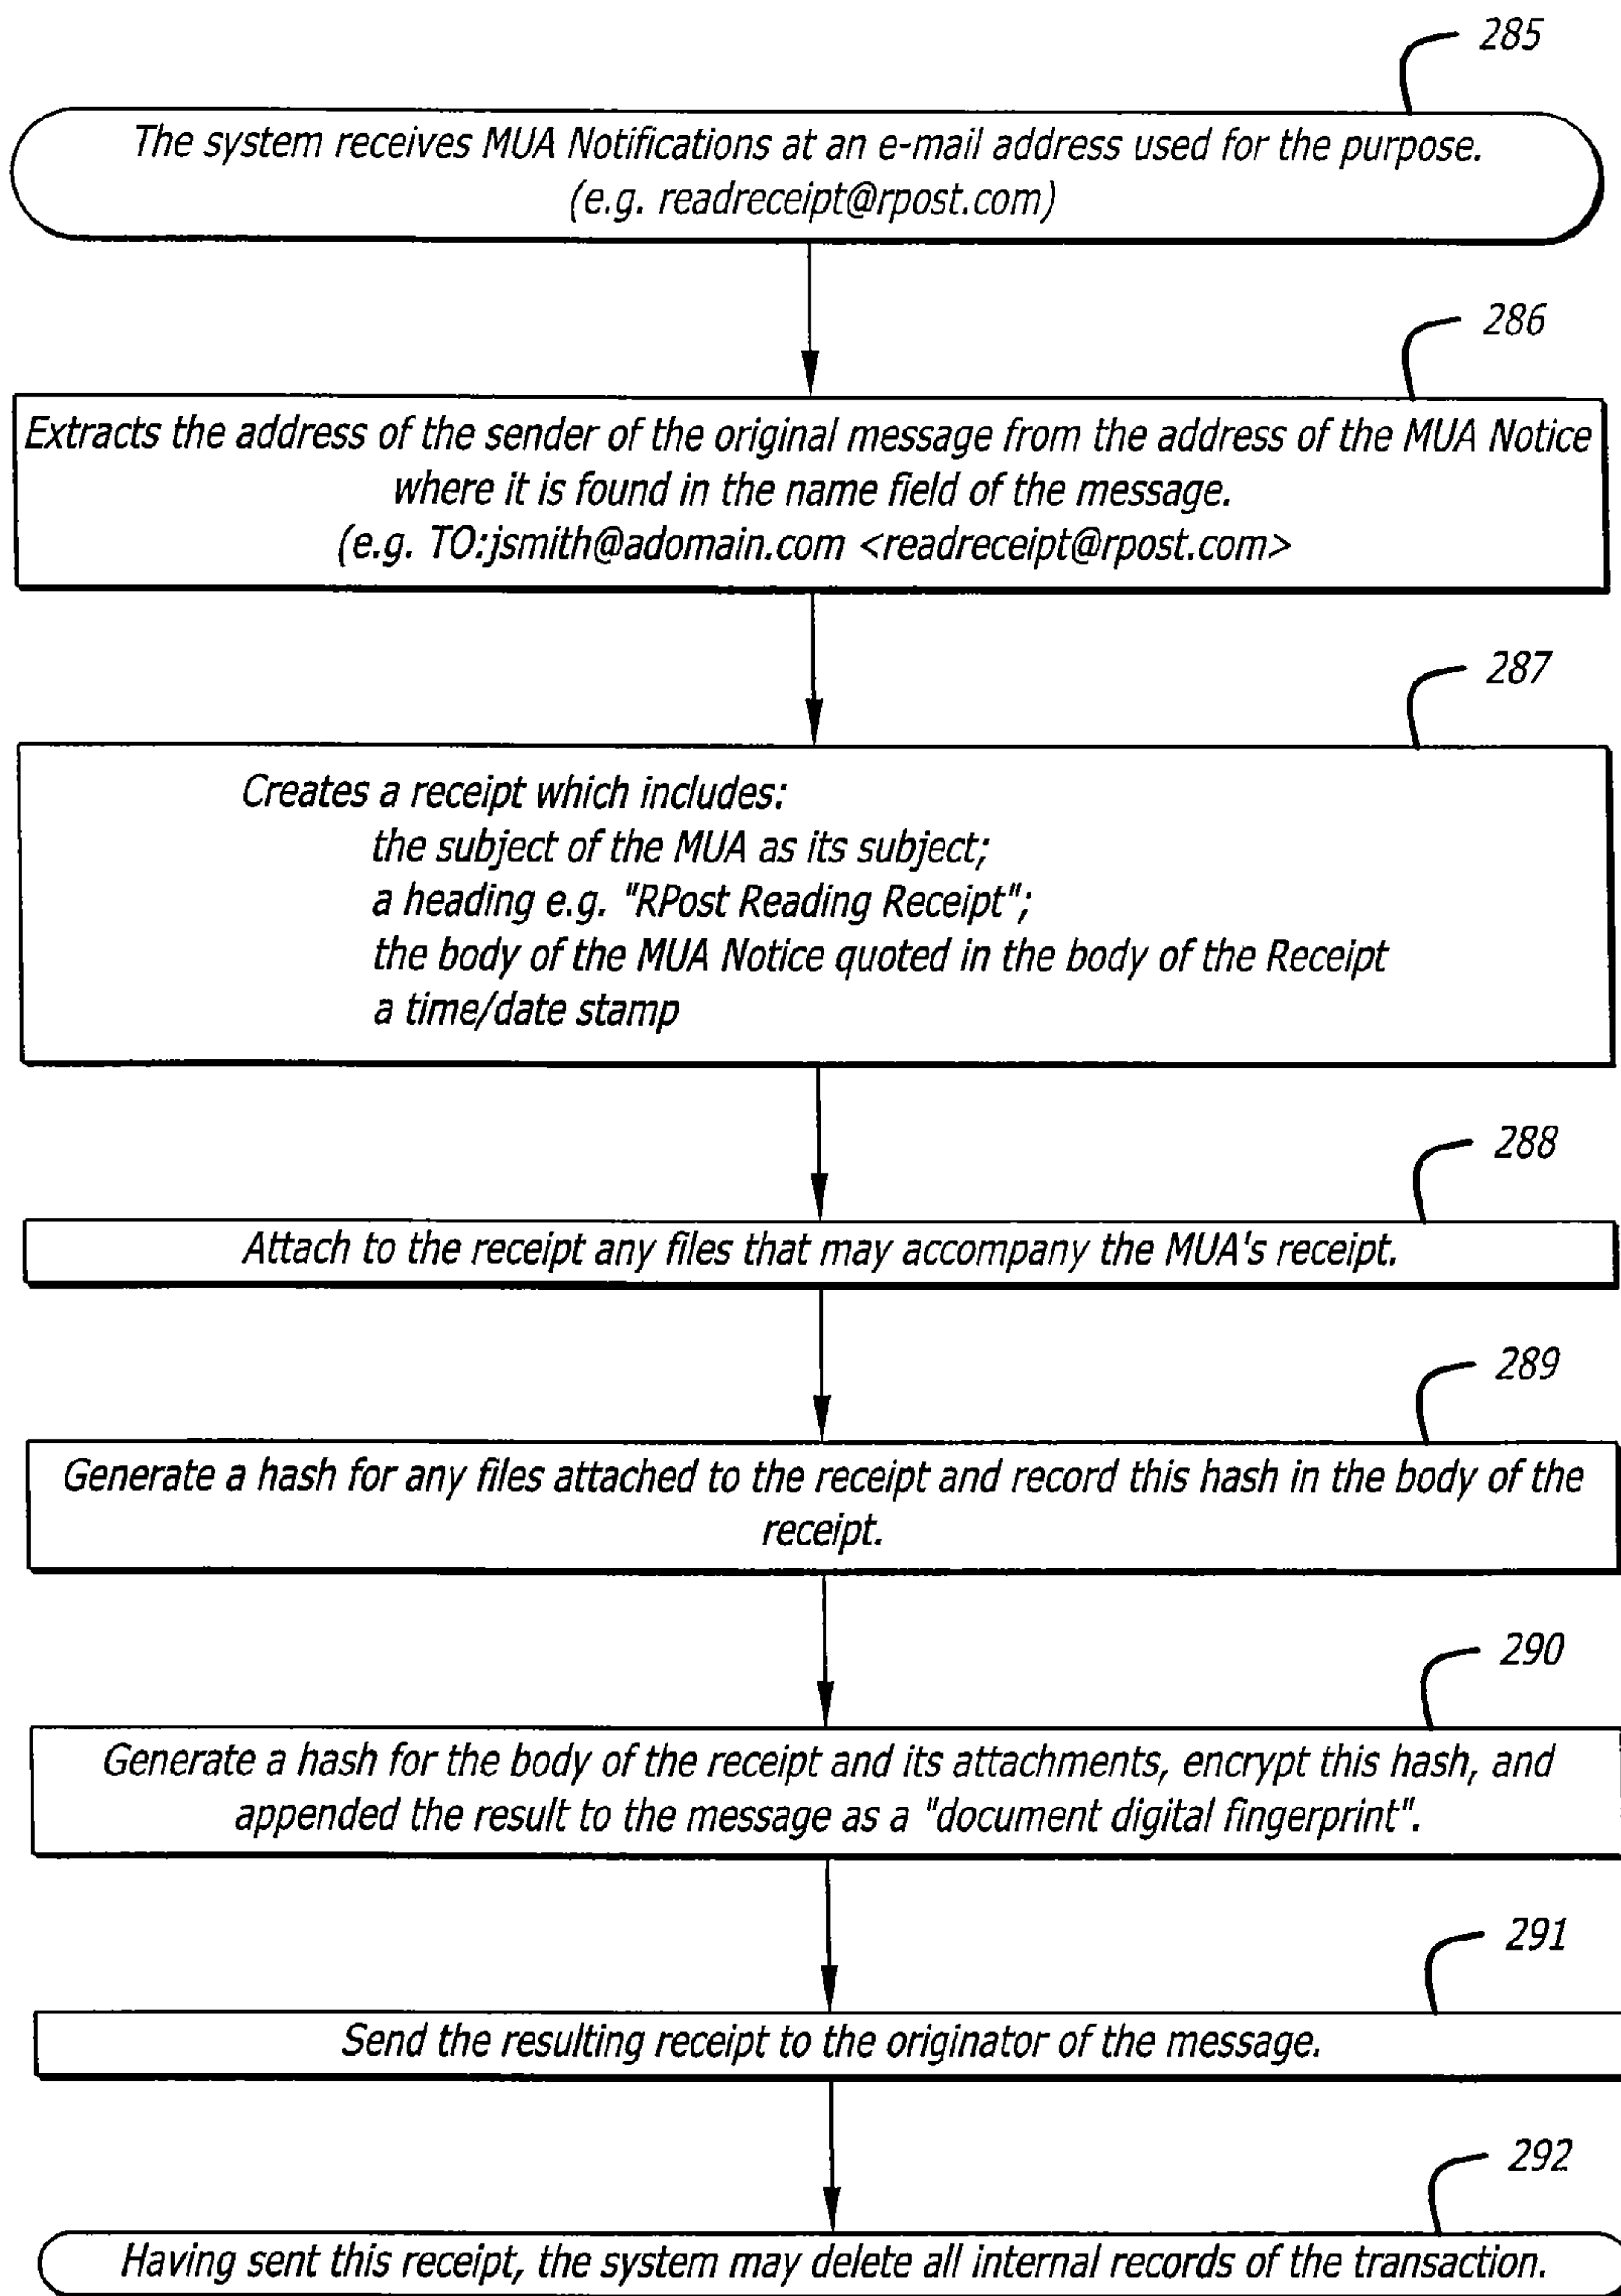 285
The system receives MUA Notifications at an e-mail address used for the purpose.
(e.g. readreceipt@rpost.com)
286
Extracts the address of the sender of the original message from the address of the MUA Notice
where it is found in the name field of the message.
(e.g. TO:jsmith@adomain.com <readreceipt@rpost.com>
287
Creates a receipt which includes:
the subject of the MUA as its subject;
a heading e.g. "RPost Reading Receipt";
the body of the MUA Notice quoted in the body of the Receipt
a time/date stamp
288
Attach to the receipt any files that may accompany the MUA's receipt.
289
Generate a hash for any files attached to the receipt and record this hash in the body of the
receipt.
290
Generate a hash for the body of the receipt and its attachments, encrypt this hash, and
appended the result to the message as a "document digital fingerprint".
291
Send the resulting receipt to the originator of the message.
292
Having sent this receipt, the system may delete all internal records of the transaction.